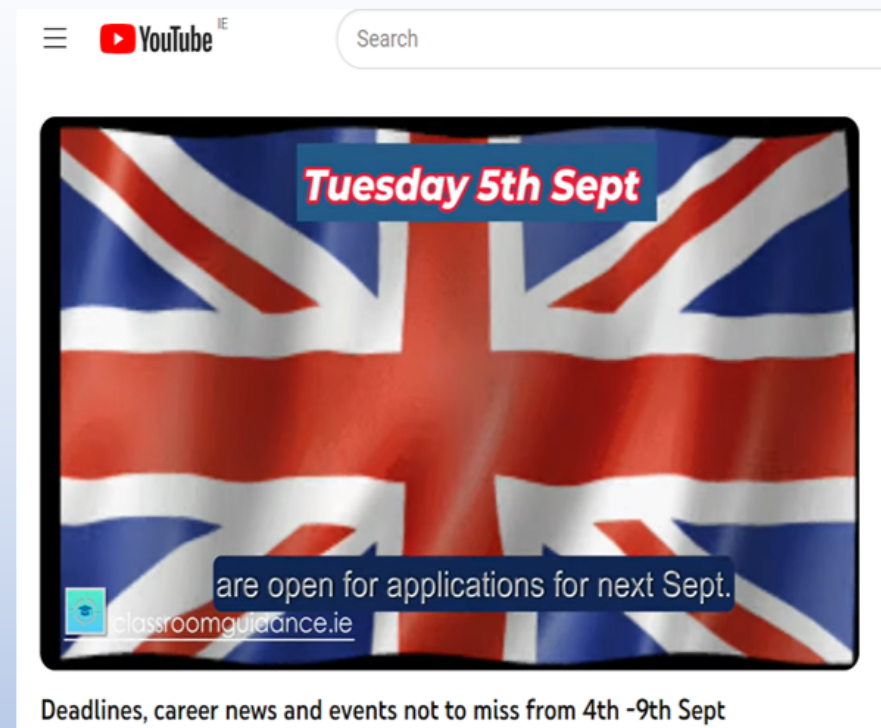 YouTube IE
Search
Tuesday 5th Sept
are open for applications for next Sept.
classroomguidance.ie
Deadlines, career news and events not to miss from 4th -9th Sept